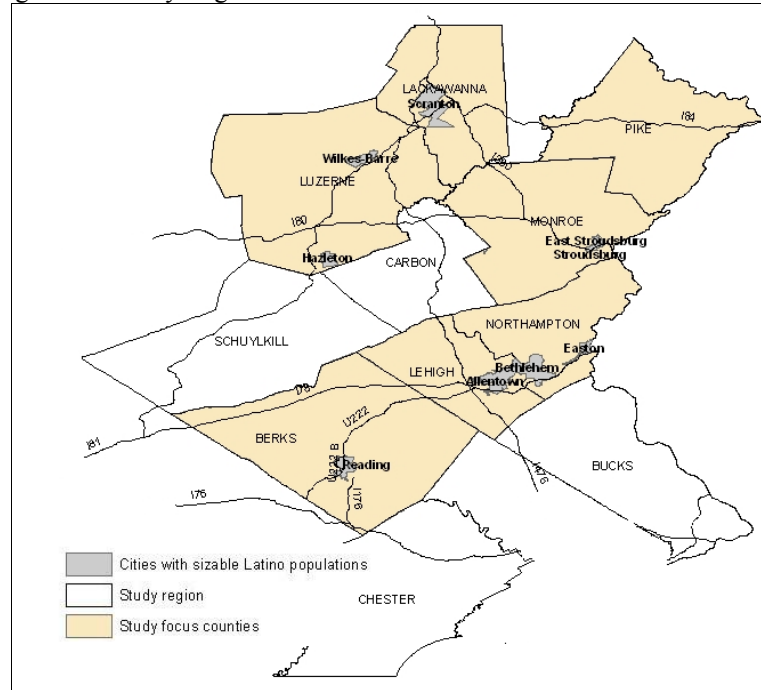 LACKAWANNA
Scranton
I84
PIKE
Wilkes-Barre
I380
LUZERNE
I80
MONROE
East Stroudsburg
Stroudsburg
Hazleton
CARBON
NORTHAMPTON
SCHUYLKILL
Easton
Bethlehem
LEHIGH
Allentown
I78
U222
I81
BERKS
U222 B
Reading
BUCKS
I476
I76
I176
Cities with sizable Latino populations
Study region
CHESTER
Study focus counties